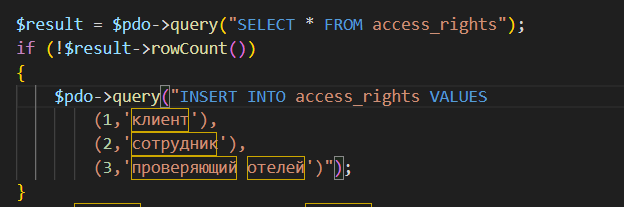 $result = $pdo->query("SELECT * FROM access_rights");
if (!$result->rowCount())
{
    $pdo->query("INSERT INTO access_rights VALUES
        (1,'клиент'),
        (2,'сотрудник'),
        (3,'проверяющий отелей')");
}